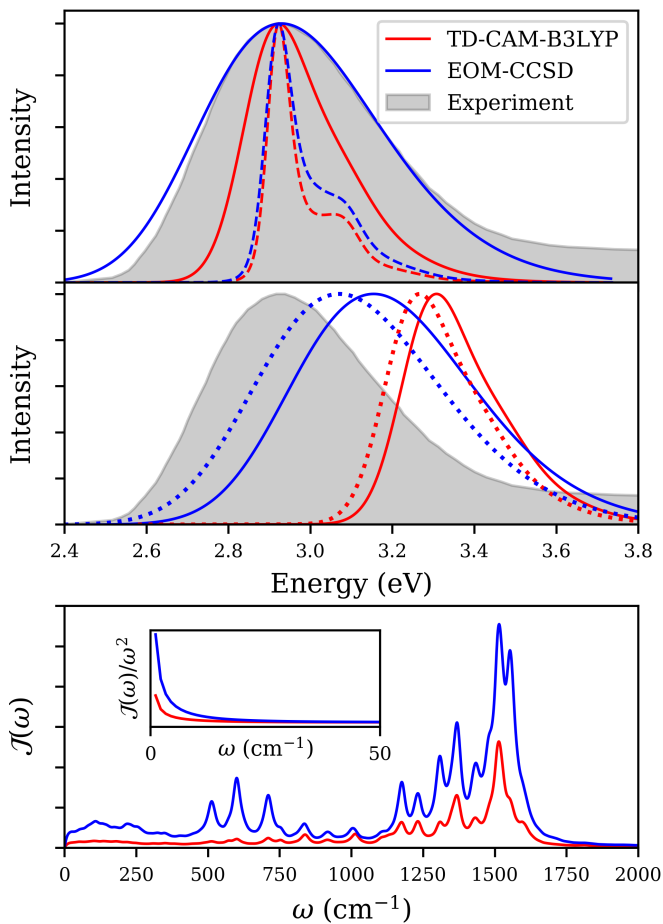 Intensity
TD-CAM-B3LYP
EOM-CCSD
Experiment
Intensity
2.4 2.6 2.8 3.0 3.2 3.4 3.6 3.8
Energy (eV)
𝒥(ω)
𝒥(ω)/ω²
0 50
ω (cm⁻¹)
0 250 500 750 1000 1250 1500 1750 2000
ω (cm⁻¹)